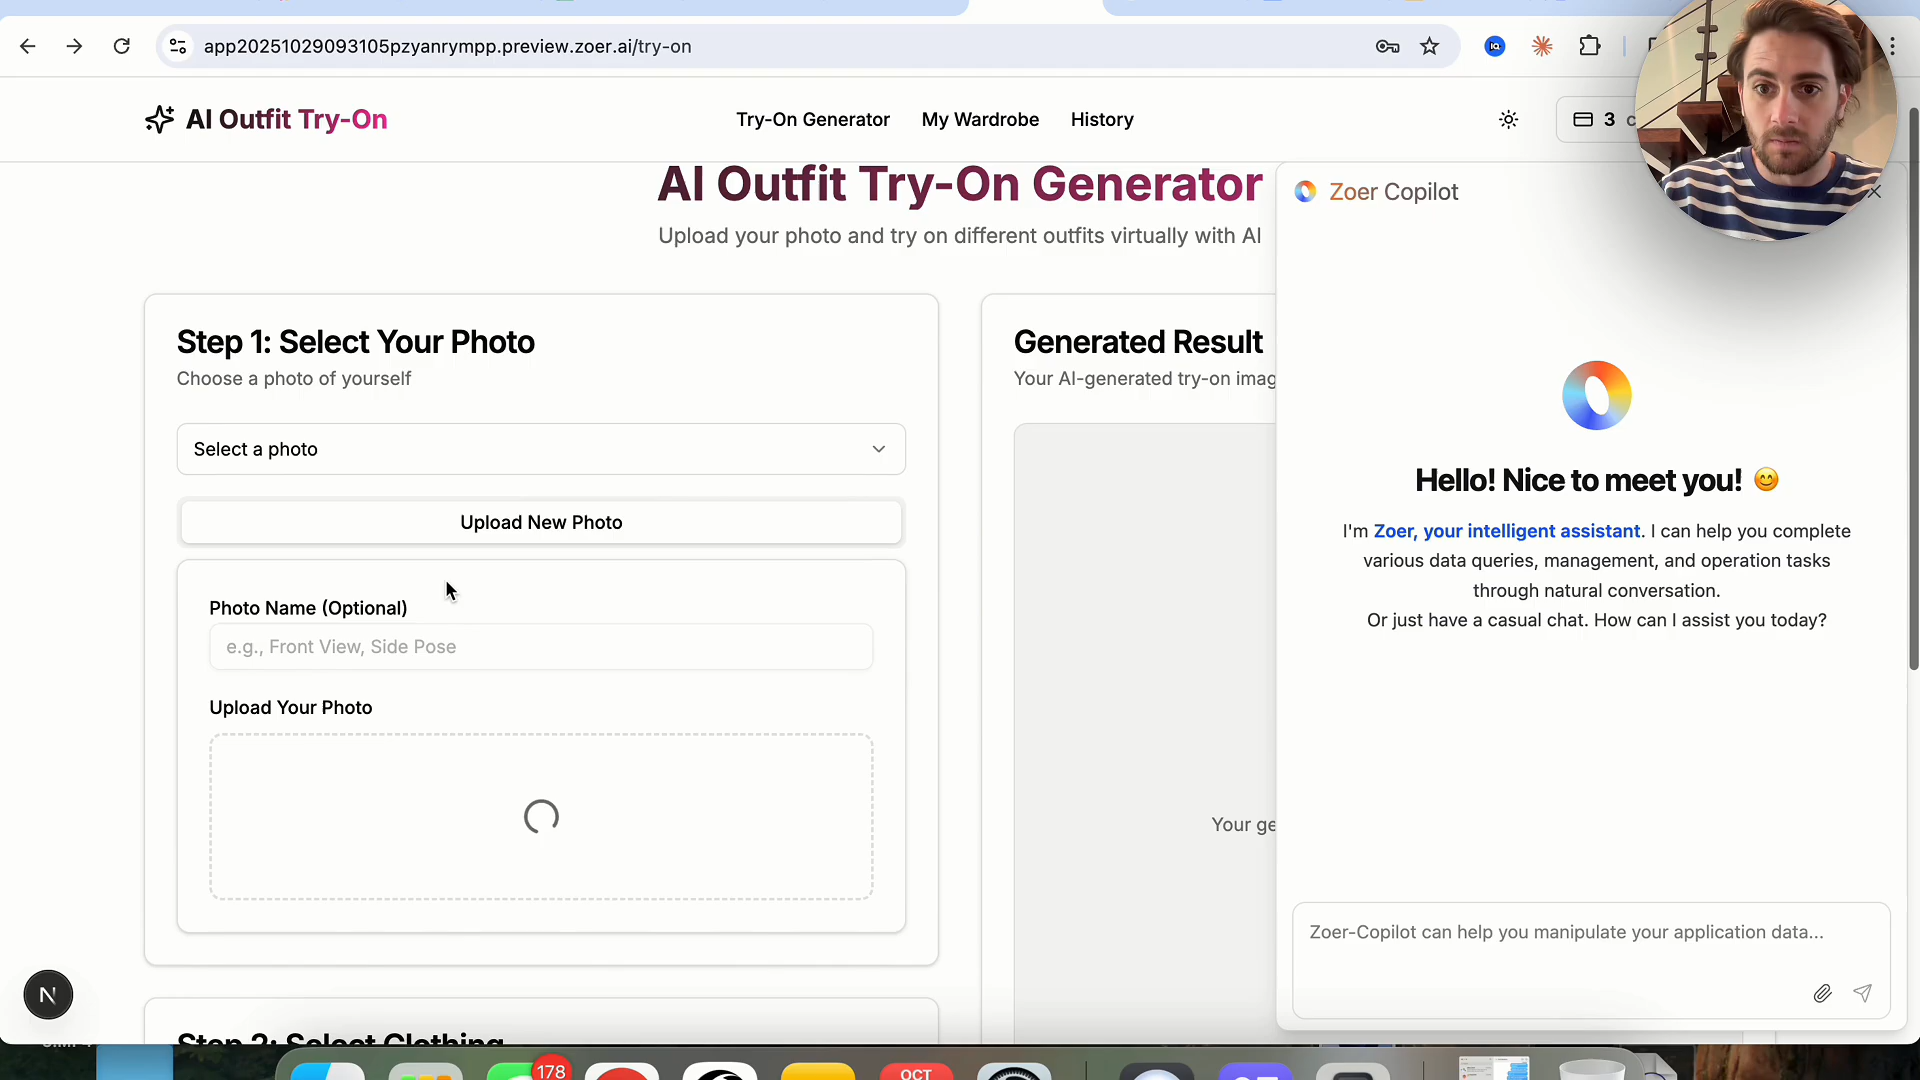 app20251029093105pzyanrympp.preview.zoer.ai/try-on
AI Outfit Try-On
Try-On Generator
My Wardrobe
History
3
AI Outfit Try-On Generator
Upload your photo and try on different outfits virtually with AI
Step 1: Select Your Photo
Choose a photo of yourself
Select a photo
Upload New Photo
Photo Name (Optional)
e.g., Front View, Side Pose
Upload Your Photo
Step 2: Select Clothing
Generated Result
Your AI-generated try-on imag
Your ge
Zoer Copilot
Hello! Nice to meet you! 😊
I'm Zoer, your intelligent assistant. I can help you complete
various data queries, management, and operation tasks
through natural conversation.
Or just have a casual chat. How can I assist you today?
Zoer-Copilot can help you manipulate your application data...
N
178
OCT